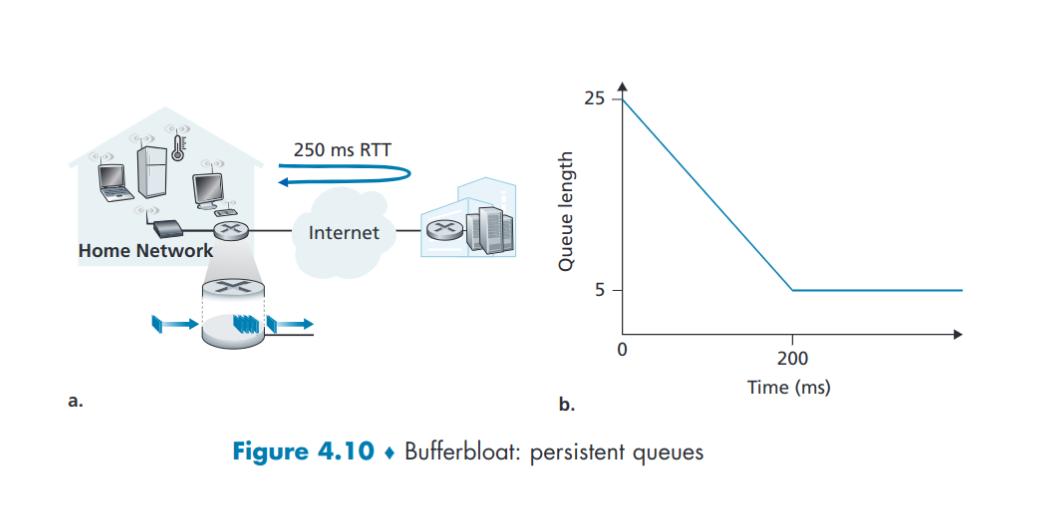 250 ms RTT
Internet
Home Network
a.
25
5
Queue length
0
200
Time (ms)
b.
Figure 4.10 ♦ Bufferbloat: persistent queues